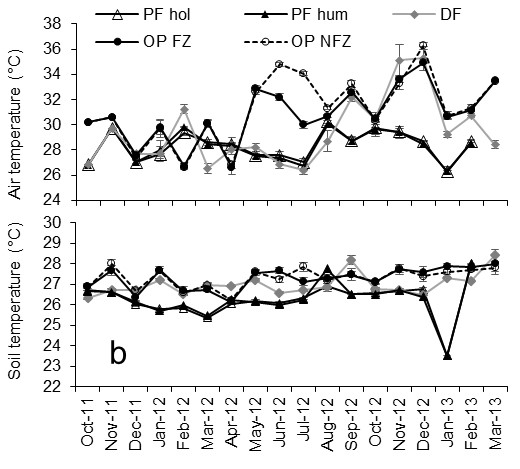 PF hol PF hum DF
OP FZ OP NFZ
Air temperature (°C)
38
36
34
32
30
28
26
24
Soil temperature (°C)
30
29
28
27
26
25
24
23
22
b
Oct-11 Nov-11 Dec-11 Jan-12 Feb-12 Mar-12 Apr-12 May-12 Jun-12 Jul-12 Aug-12 Sep-12 Oct-12 Nov-12 Dec-12 Jan-13 Feb-13 Mar-13